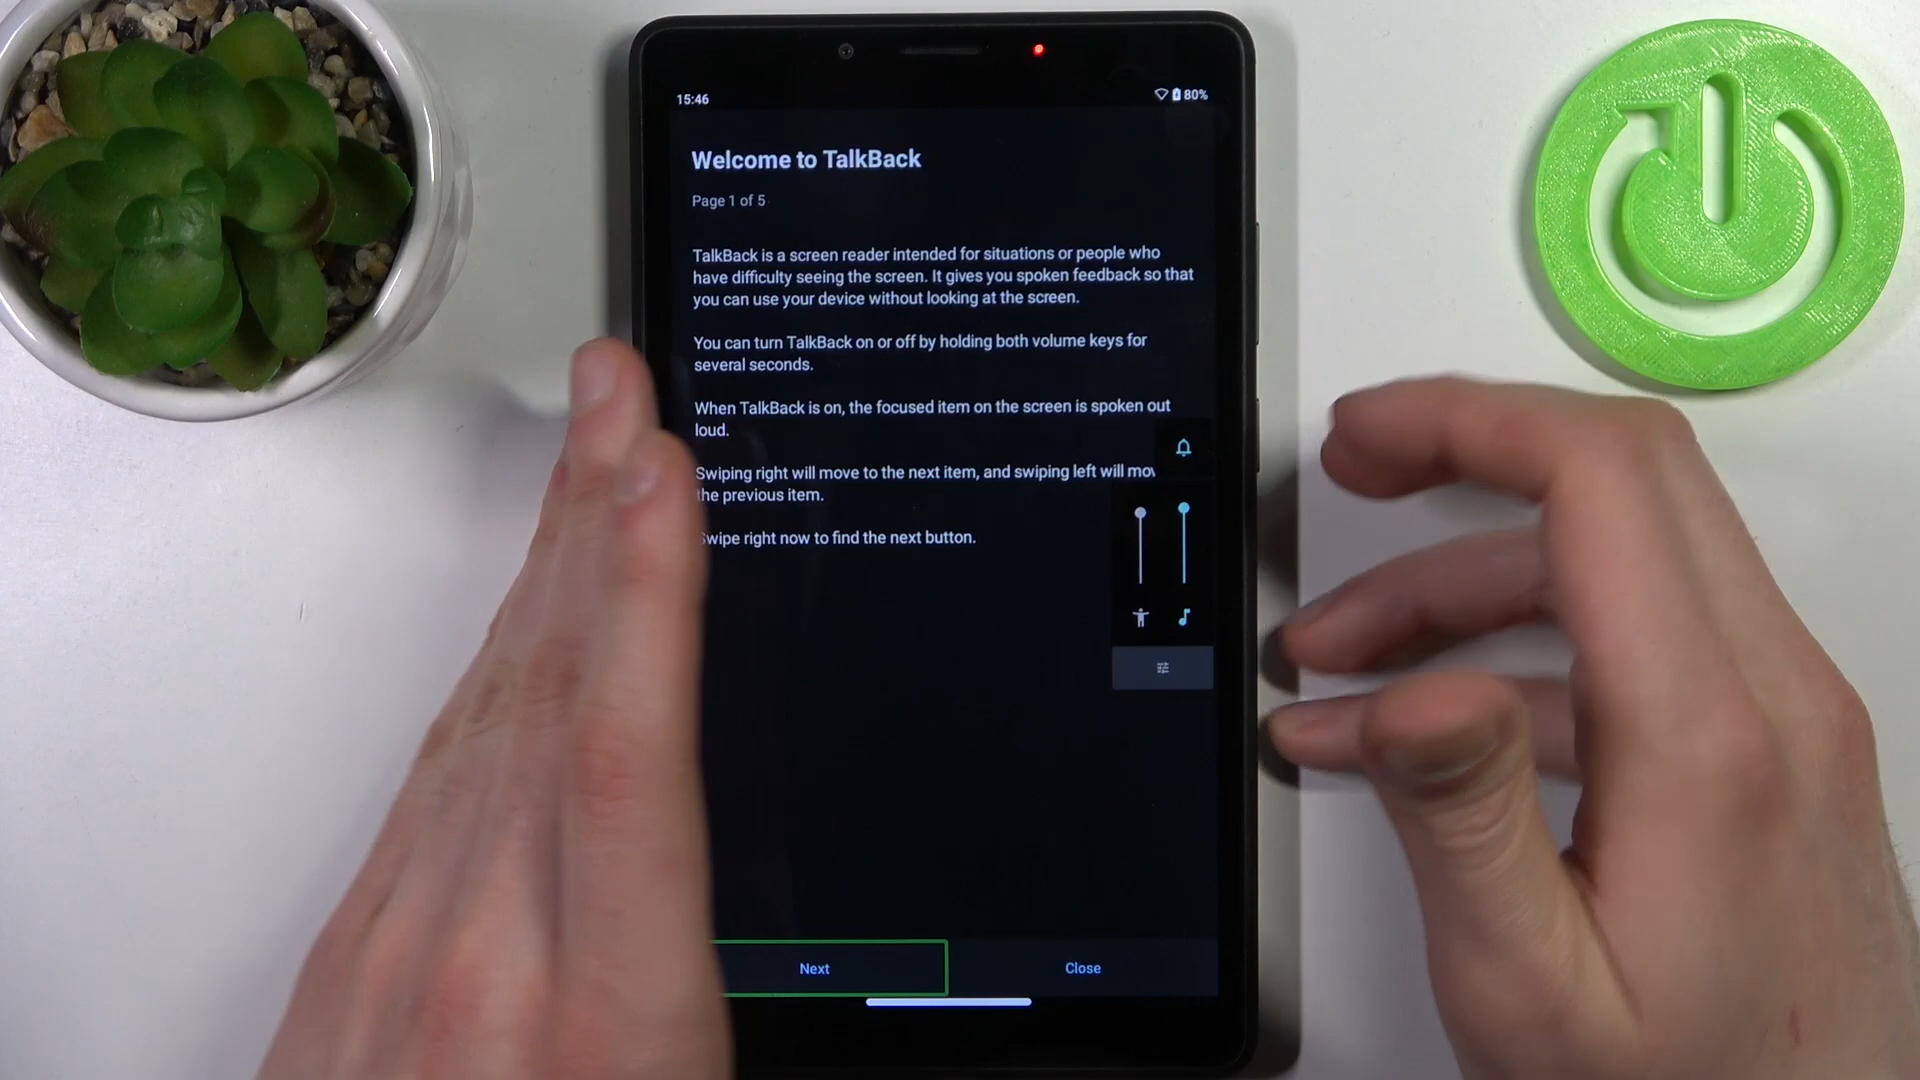 15:46
80%
Welcome to TalkBack
Page 1 of 5
TalkBack is a screen reader intended for situations or people who
have difficulty seeing the screen. It gives you spoken feedback so that
you can use your device without looking at the screen.
You can turn TalkBack on or off by holding both volume keys for
several seconds.
When TalkBack is on, the focused item on the screen is spoken out
loud.
Swiping right will move to the next item, and swiping left will mov
the previous item.
Swipe right now to find the next button.
Next
Close